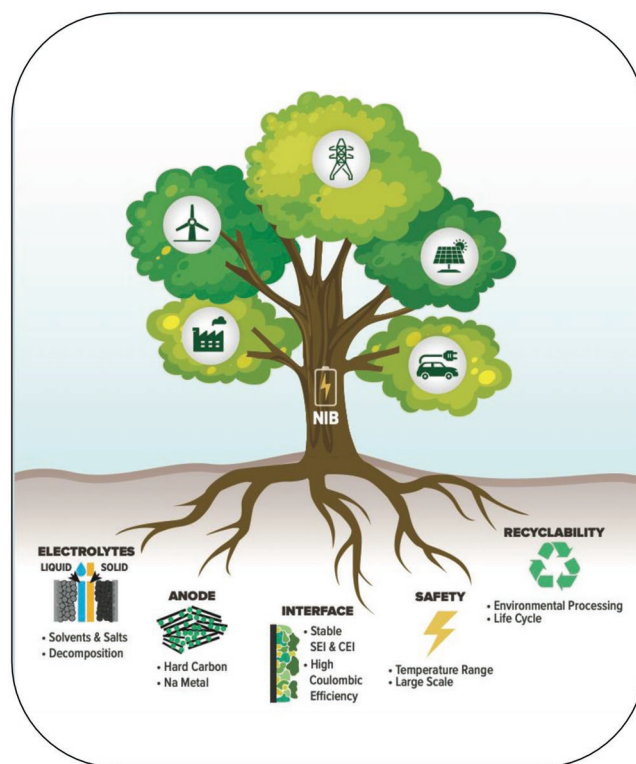 NIB
ELECTROLYTES
LIQUID SOLID
• Solvents & Salts
• Decomposition
ANODE
• Hard Carbon
• Na Metal
INTERFACE
• Stable
SEI & CEI
• High
Coulombic
Efficiency
SAFETY
• Temperature Range
• Large Scale
RECYCLABILITY
• Environmental Processing
• Life Cycle